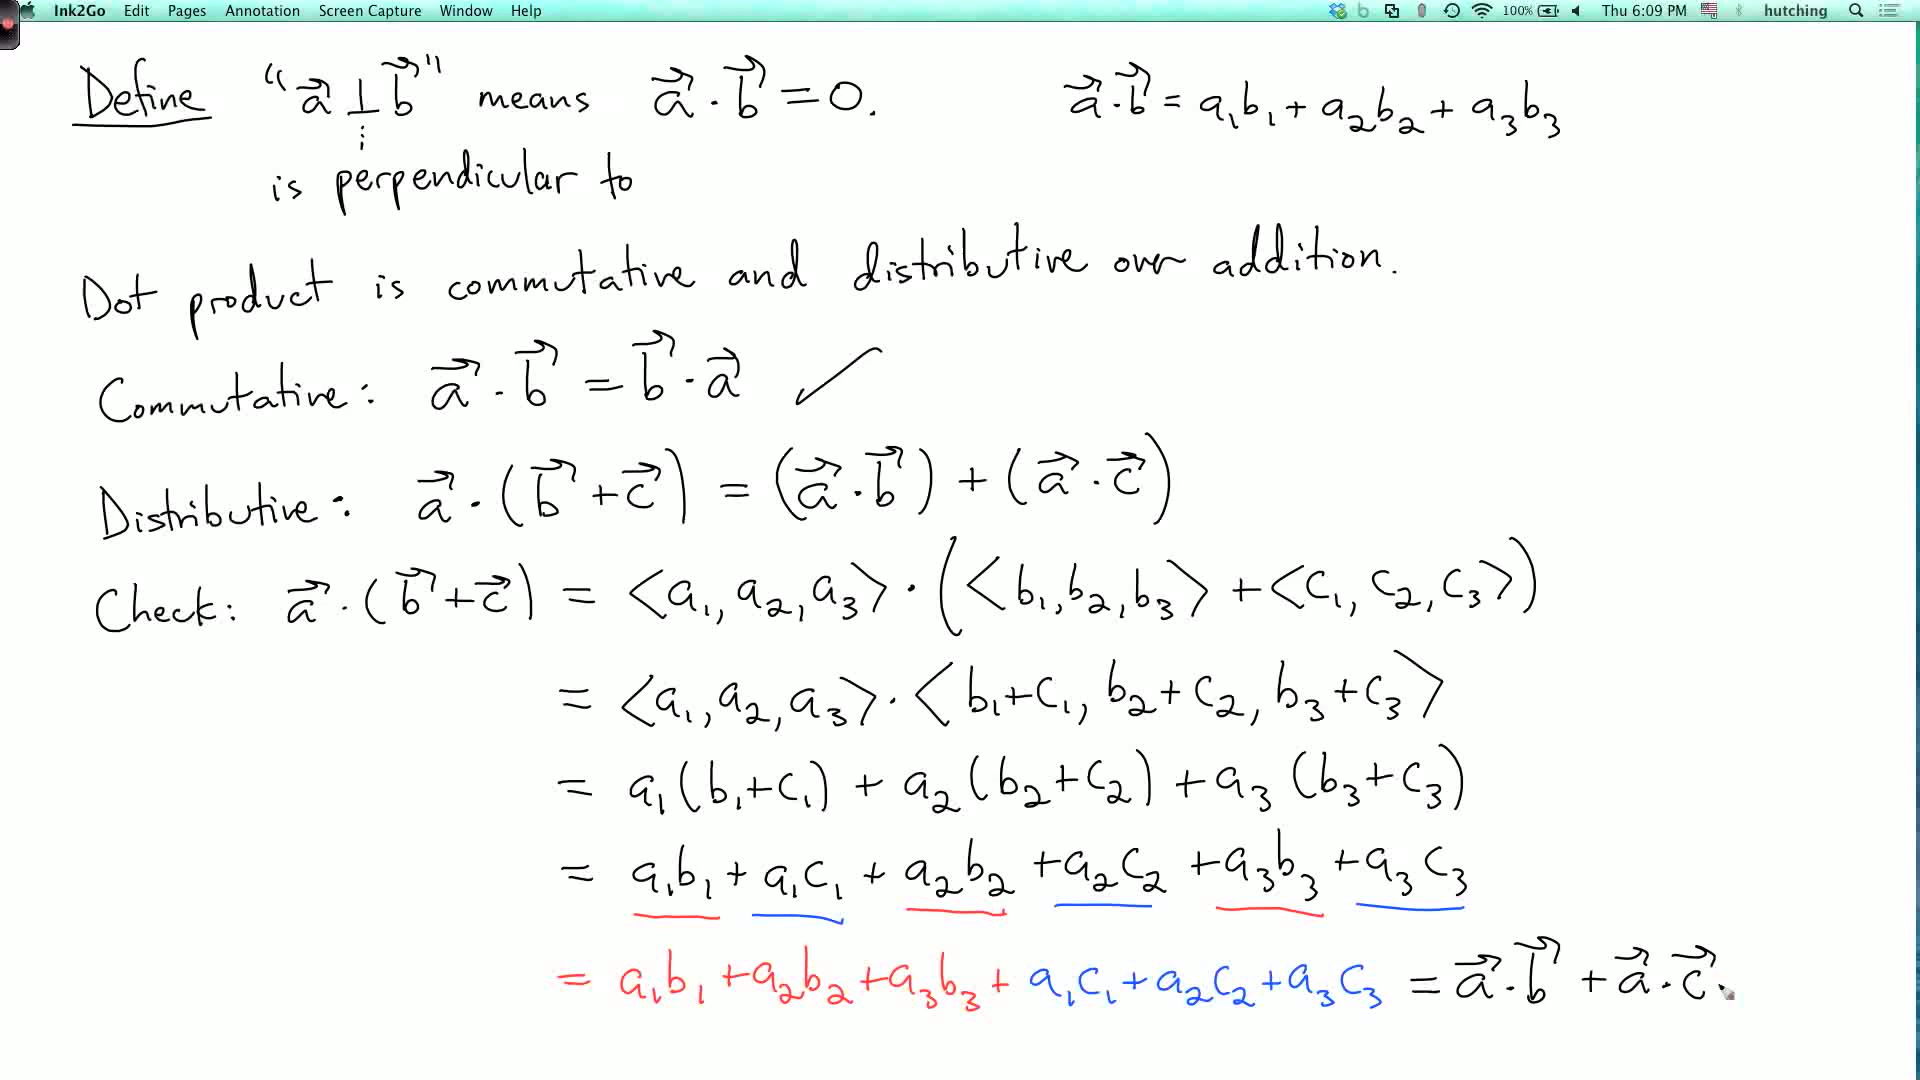 Ink2Go Edit Pages Annotation Screen Capture Window Help 100% Thu 6:09 PM hutching
Define "a⃗ ⊥ b⃗" means a⃗ · b⃗ = 0. a⃗ · b⃗ = a₁b₁ + a₂b₂ + a₃b₃
is perpendicular to
Dot product is commutative and distributive over addition.
Commutative: a⃗ · b⃗ = b⃗ · a⃗ ✓
Distributive: a⃗ · (b⃗ + c⃗) = (a⃗ · b⃗) + (a⃗ · c⃗)
Check: a⃗ · (b⃗ + c⃗) = <a₁, a₂, a₃> · (<b₁, b₂, b₃> + <c₁, c₂, c₃>)
= <a₁, a₂, a₃> · <b₁+c₁, b₂+c₂, b₃+c₃>
= a₁(b₁+c₁) + a₂(b₂+c₂) + a₃(b₃+c₃)
= a₁b₁ + a₁c₁ + a₂b₂ + a₂c₂ + a₃b₃ + a₃c₃
= a₁b₁ + a₂b₂ + a₃b₃ + a₁c₁ + a₂c₂ + a₃c₃ = a⃗ · b⃗ + a⃗ · c⃗.